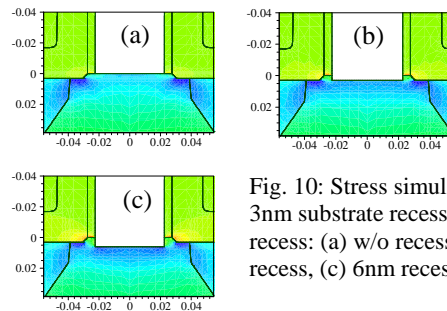 -0.04
-0.02
0
0.02
(a)
-0.04 -0.02 0 0.02 0.04
-0.04
-0.02
0
0.02
(b)
-0.04 -0.02 0 0.02 0.04
-0.04
-0.02
0
0.02
(c)
-0.04 -0.02 0 0.02 0.04
Fig. 10: Stress simul
3nm substrate recess
recess: (a) w/o recess
recess, (c) 6nm rece